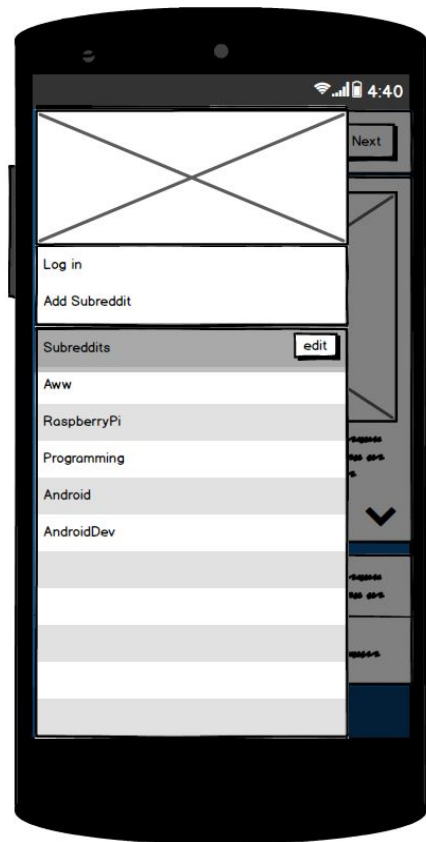 4:40
Next
Log in
Add Subreddit
Subreddits
edit
Aww
RaspberryPi
Programming
Android
AndroidDev